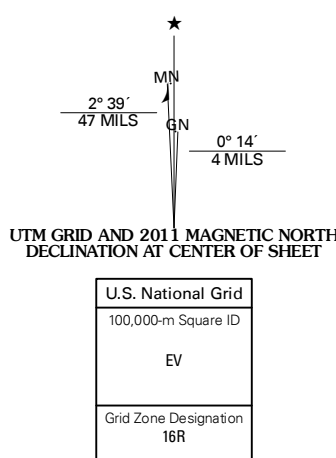 ★
MN
2° 39´
47 MILS
GN
0° 14´
4 MILS
UTM GRID AND 2011 MAGNETIC NORTH
DECLINATION AT CENTER OF SHEET
U.S. National Grid
100,000-m Square ID
EV
Grid Zone Designation
16R